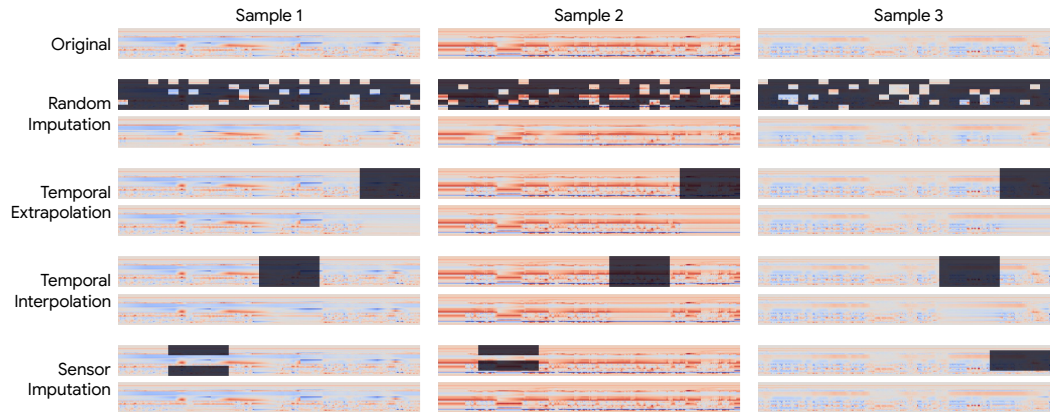 Sample 1
Sample 2
Sample 3
Original
Random
Imputation
Temporal
Extrapolation
Temporal
Interpolation
Sensor
Imputation